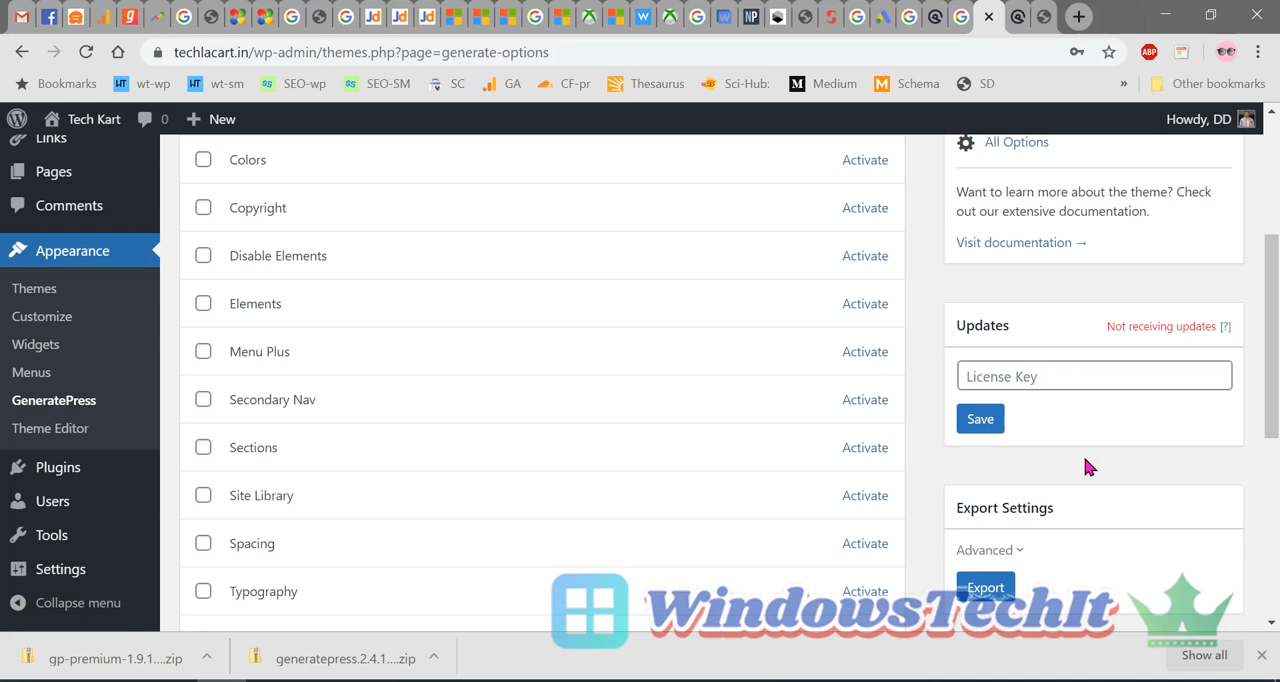 techlacart.in/wp-admin/themes.php?page=generate-options
ABP
Bookmarks
WT wt-wp
WT wt-sm
SS SEO-wp
SS SEO-SM
SC
GA
CF-pr
Thesaurus
Sci-Hub:
Medium
Schema
SD
»
Other bookmarks
Tech Kart
0
New
Howdy, DD
Links
Pages
Comments
Appearance
Themes
Customize
Widgets
Menus
GeneratePress
Theme Editor
Plugins
Users
Tools
Settings
Collapse menu
Colors Activate
Copyright Activate
Disable Elements Activate
Elements Activate
Menu Plus Activate
Secondary Nav Activate
Sections Activate
Site Library Activate
Spacing Activate
Typography Activate
All Options
Want to learn more about the theme? Check
out our extensive documentation.
Visit documentation →
Updates Not receiving updates [?]
License Key
Save
Export Settings
Advanced
Export
WindowsTechIt
gp-premium-1.9.1....zip
generatepress.2.4.1....zip
Show all